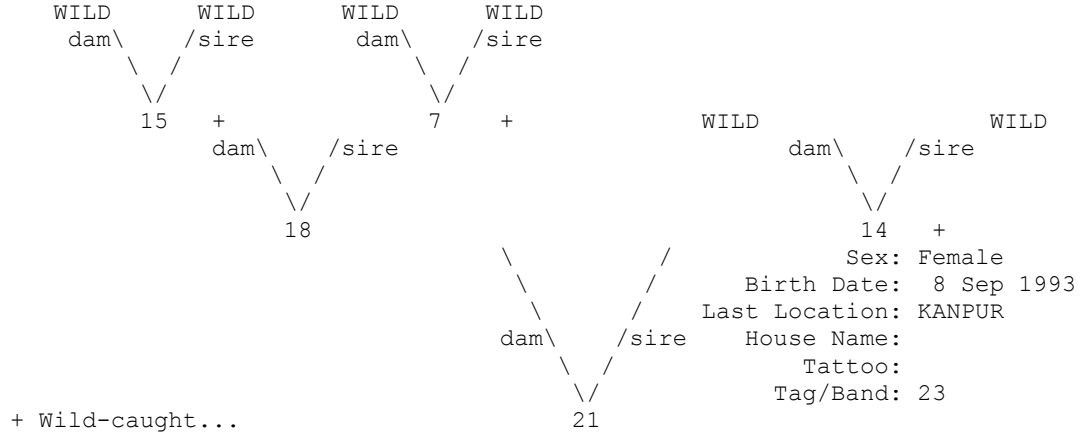 WILD WILD WILD WILD
dam\ /sire dam\ /sire
\ / \ /
\/ \/
15 + 7 + WILD WILD
dam\ /sire dam\ /sire
\ / \ /
\/ \/
18 14 +
\ / Sex: Female
\ / Birth Date: 8 Sep 1993
\ / Last Location: KANPUR
dam\ /sire House Name:
\ / Tattoo:
\/ Tag/Band: 23
+ Wild-caught... 21